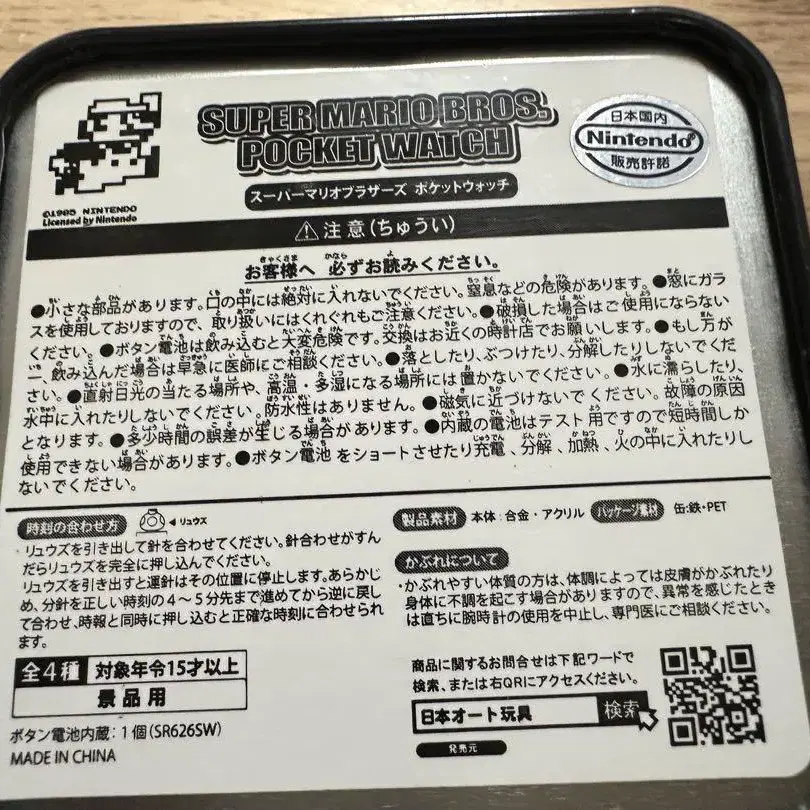 SUPER MARIO BROS.
POCKET WATCH
スーパーマリオブラザーズ ポケットウォッチ
日本国内
Nintendo®
販売許諾
©1985 NINTENDO
Licensed by Nintendo
⚠ 注意(ちゅうい)
お客様へ 必ずお読みください。
●小さな部品があります。口の中には絶対に入れないでください。窒息などの危険があります。●窓にガラ
スを使用しておりますので、取り扱いにはくれぐれもご注意ください。●破損した場合はご使用にならない
ください。●ボタン電池は飲み込むと大変危険です。交換はお近くの時計店でお願いします。●もし万が
一、飲み込んだ場合は早急に医師にご相談ください。●落としたり、ぶつけたり、分解したりしないでくだ
さい。●直射日光の当たる場所や、高温・多湿になる場所には置かないでください。●水に濡らしたり、
水中に入れたりしないでください。防水性はありません。●磁気に近づけないでください。故障の原因
となります。●多少時間の誤差が生じる場合があります。●内蔵の電池はテスト用ですので短時間しか
使用できない場合があります。●ボタン電池をショートさせたり充電、分解、加熱、火の中に入れたりし
ないでください。
時刻の合わせ方 ◀リュウズ
・リュウズを引き出して針を合わせてください。針合わせがすん
だらリュウズを完全に押し込んでください。
リュウズを引き出すと運針はその位置に停止します。あらかじ
め、分針を正しい時刻の4～5分先まで進めてから逆に戻し
て合わせ、時報と同時に押し込むと正確な時刻に合わせられ
ます。
全4種 対象年令15才以上
景品用
ボタン電池内蔵：1個(SR626SW)
MADE IN CHINA
製品素材 本体：合金・アクリル パッケージ素材 缶:鉄・PET
かぶれについて
・かぶれやすい体質の方は、体調によっては皮膚がかぶれたり
身体に不調を起こす場合がありますので、異常を感じたとき
は直ちに腕時計の使用を中止し、専門医にご相談ください。
商品に関するお問合せは下記ワードで
検索、または右QRにアクセスください。
日本オート玩具 検索
発売元